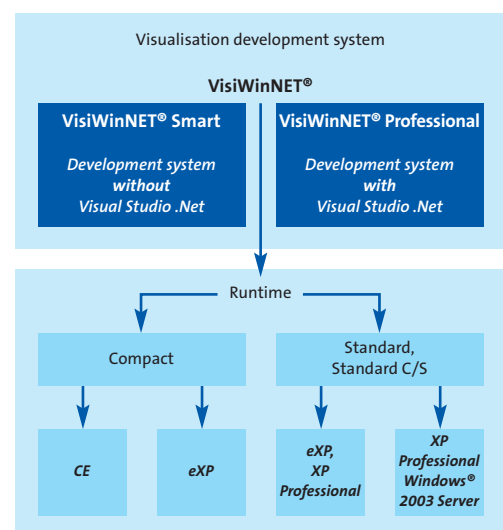 Visualisation development system
VisiWinNET®
VisiWinNET® Smart
Development system
without
Visual Studio .Net
VisiWinNET® Professional
Development system
with
Visual Studio .Net
Runtime
Compact
Standard,
Standard C/S
CE
eXP
eXP,
XP
Professional
XP
Professional
Windows®
2003 Server